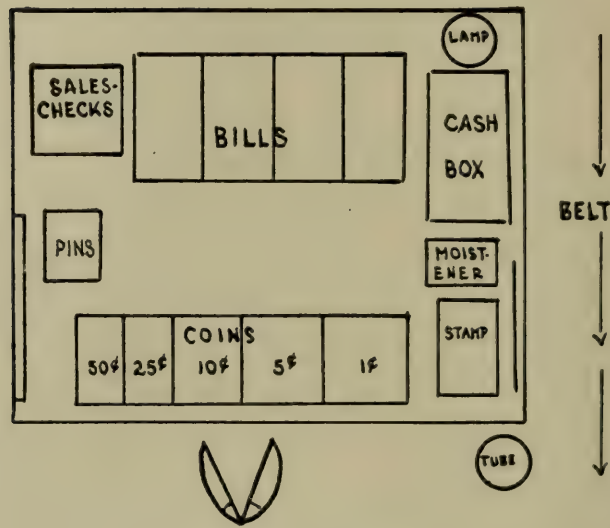 LAMP
SALES-
CHECKS
BILLS
CASH
BOX
BELT
PINS
MOIST-
ENER
COINS
50¢ 25¢ 10¢ 5¢ 1¢
STAMP
TUBE